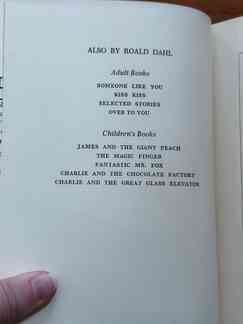 ALSO BY ROALD DAHL
Adult Books
SOMEONE LIKE YOU
KISS KISS
SELECTED STORIES
OVER TO YOU
Children's Books
JAMES AND THE GIANT PEACH
THE MAGIC FINGER
FANTASTIC MR. FOX
CHARLIE AND THE CHOCOLATE FACTORY
CHARLIE AND THE GREAT GLASS ELEVATOR